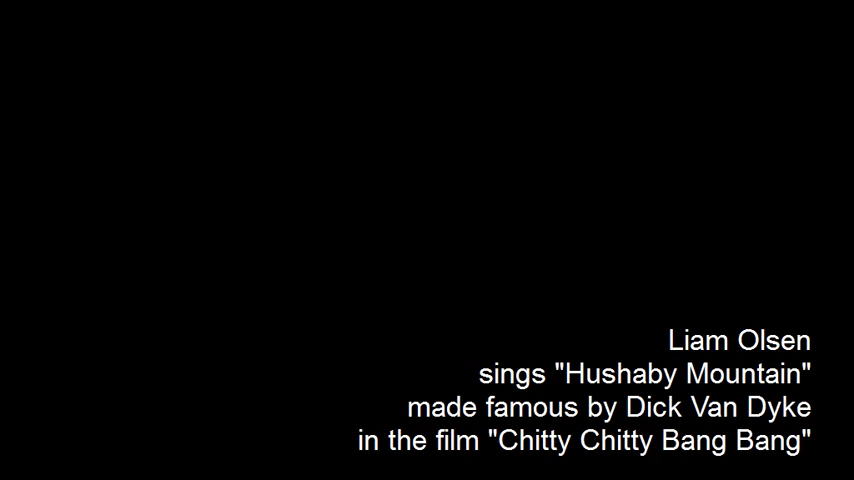 Liam Olsen
sings "Hushaby Mountain"
made famous by Dick Van Dyke
in the film "Chitty Chitty Bang Bang"